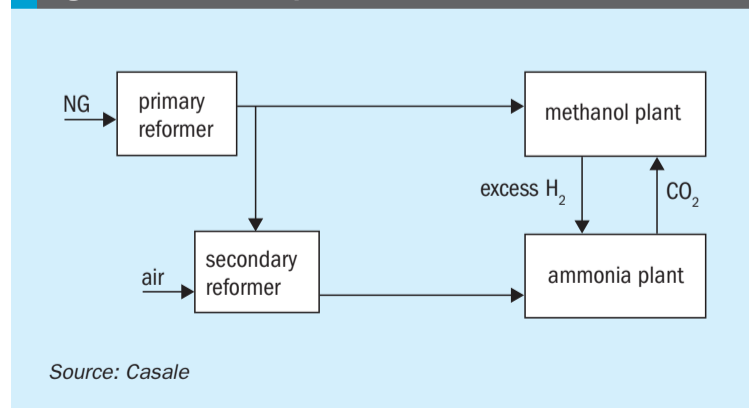 NG
primary
reformer
methanol plant
excess H₂
CO₂
secondary
reformer
air
ammonia plant
Source: Casale